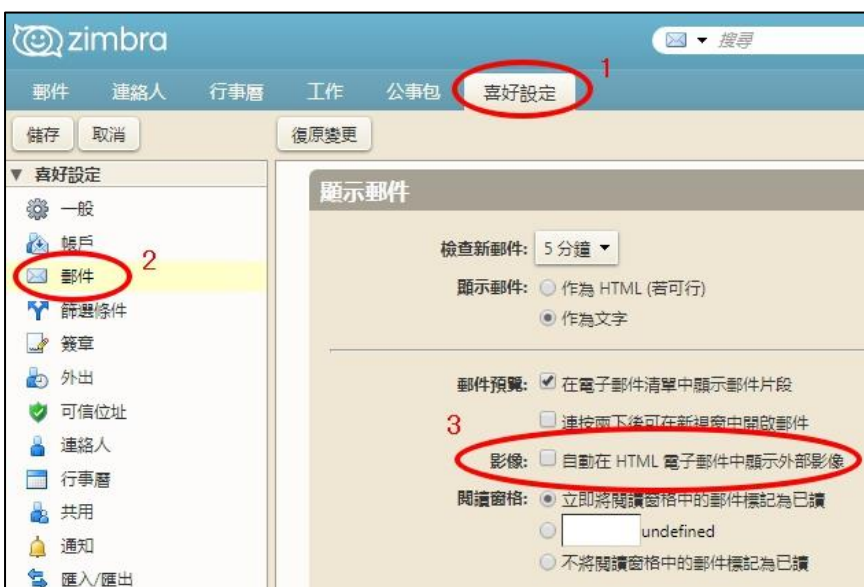 zimbra
搜尋
1
郵件 連絡人 行事曆 工作 公事包 喜好設定
儲存 取消 復原變更
喜好設定
一般
帳戶
2
郵件
篩選條件
簽章
外出
可信位址
連絡人
行事曆
共用
通知
匯入/匯出
顯示郵件
檢查新郵件: 5 分鐘
顯示郵件: 作為 HTML (若可行)
作為文字
郵件預覽: 在電子郵件清單中顯示郵件片段
3
連按兩下後可在新視窗中開啟郵件
影像: 自動在 HTML 電子郵件中顯示外部影像
閱讀窗格: 立即將閱讀窗格中的郵件標記為已讀
undefined
不將閱讀窗格中的郵件標記為已讀